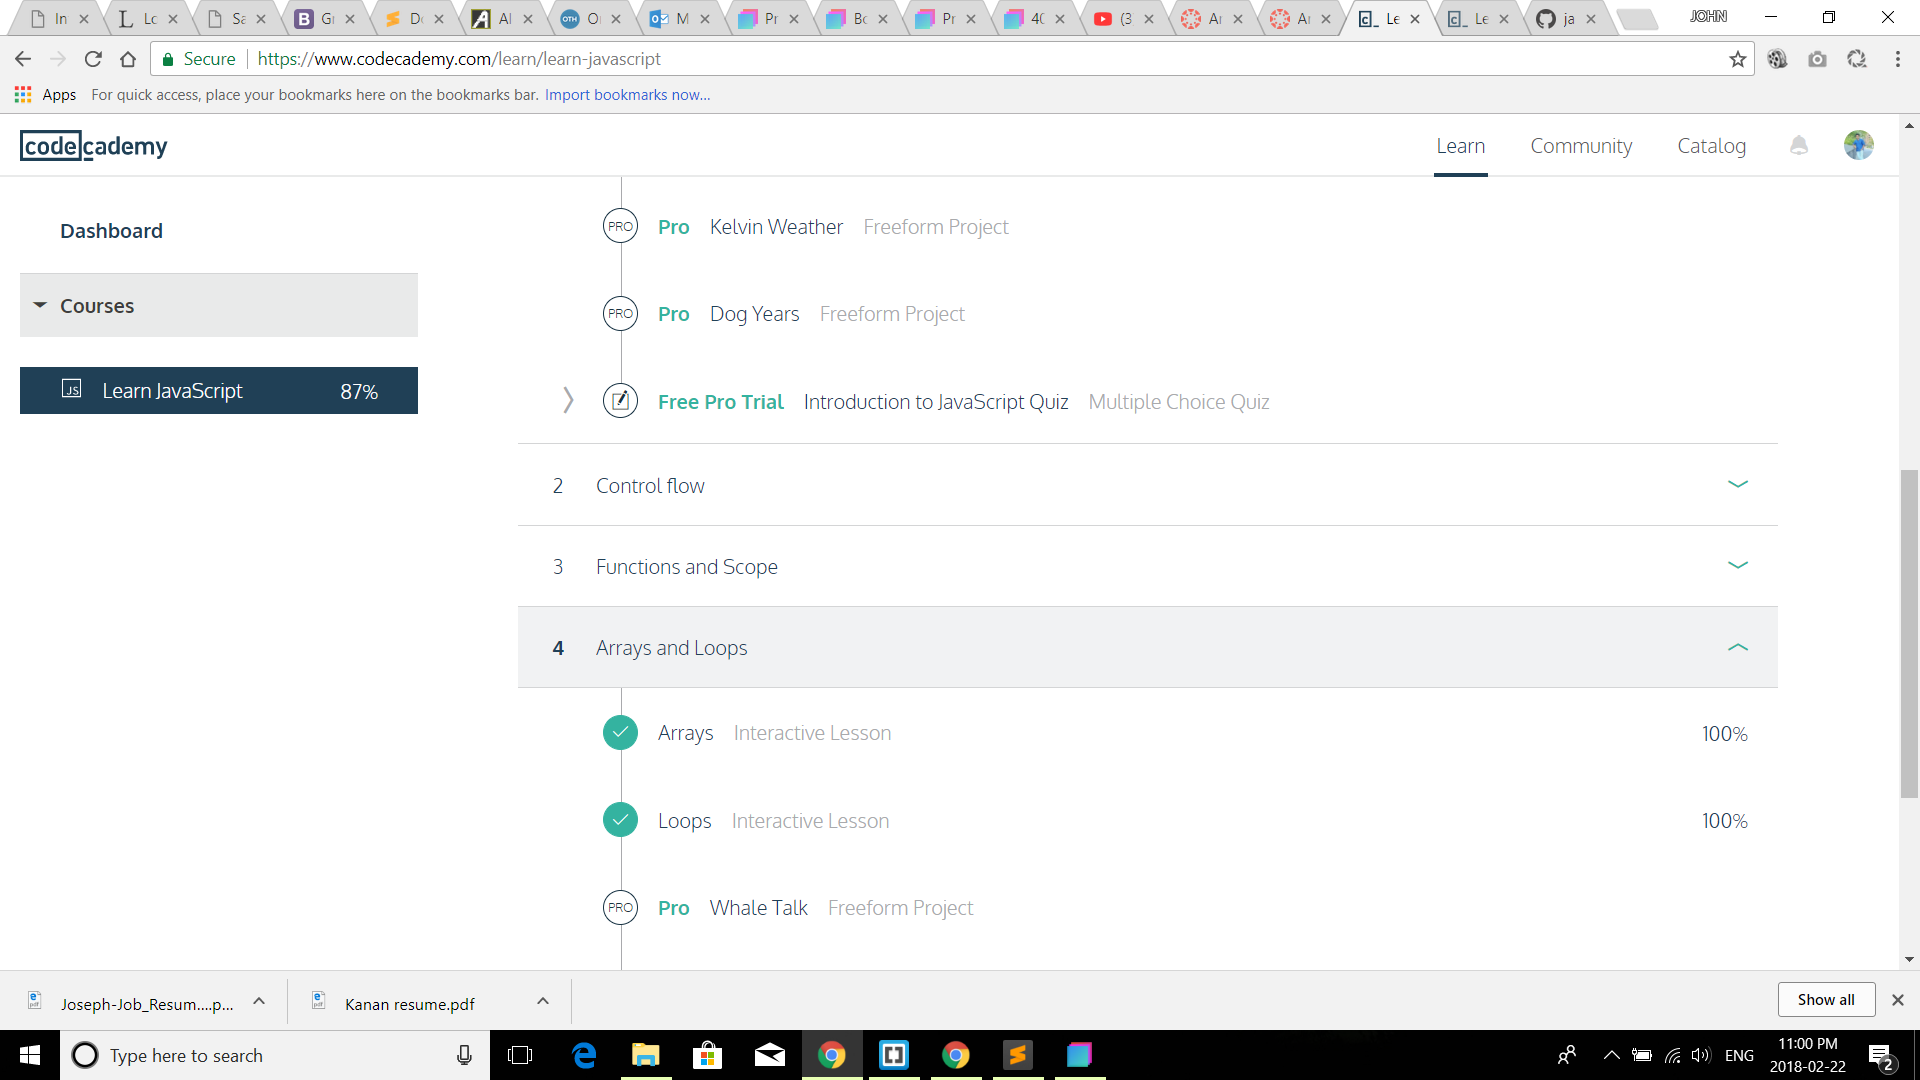 In Lo Sa Gr Do Al O M Pr Bo Pr 40 (3 Ar Ar Le Le ja JOHN
Secure https://www.codecademy.com/learn/learn-javascript
Apps For quick access, place your bookmarks here on the bookmarks bar. Import bookmarks now...
codecademy Learn Community Catalog
Dashboard
Courses
JS Learn JavaScript 87%
PRO Pro Kelvin Weather Freeform Project
PRO Pro Dog Years Freeform Project
Free Pro Trial Introduction to JavaScript Quiz Multiple Choice Quiz
2 Control flow
3 Functions and Scope
4 Arrays and Loops
Arrays Interactive Lesson 100%
Loops Interactive Lesson 100%
PRO Pro Whale Talk Freeform Project
Joseph-Job_Resum....p... Kanan resume.pdf Show all
Type here to search ENG 11:00 PM
2018-02-22 2